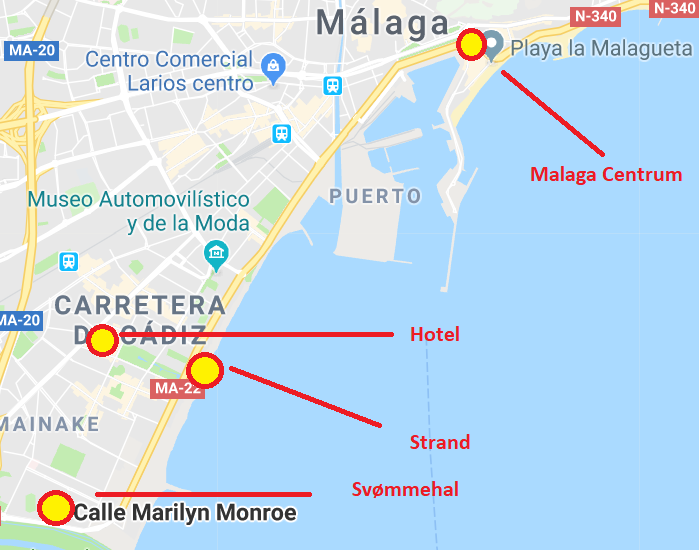 N-340
N-340
Málaga
MA-20
Playa la Malagueta
Centro Comercial
Larios centro
Malaga Centrum
PUERTO
Museo Automovilístico
y de la Moda
CARRETERA
MA-20
Hotel
D CÁDIZ
MA-22
Strand
MAINAKE
Svømmehal
Calle Marilyn Monroe